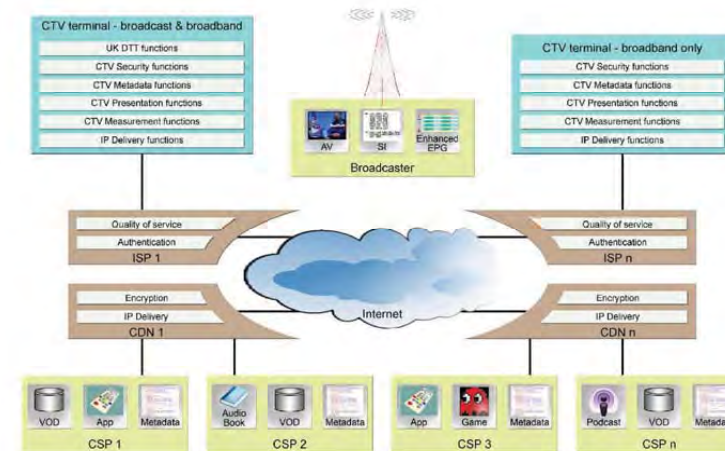 CTV terminal - broadcast & broadband
UK DTT functions
CTV Security functions
CTV Metadata functions
CTV Presentation functions
CTV Measurement functions
IP Delivery functions
AV
SI
Enhanced
EPG
Broadcaster
CTV terminal - broadband only
CTV Security functions
CTV Metadata functions
CTV Presentation functions
CTV Measurement functions
IP Delivery functions
Quality of service
Authentication
ISP 1
Quality of service
Authentication
ISP n
Internet
Encryption
IP Delivery
CDN 1
Encryption
IP Delivery
CDN n
VOD
App
Metadata
CSP 1
Audio
Book
VOD
Metadata
CSP 2
App
Game
Metadata
CSP 3
Podcast
VOD
Metadata
CSP n